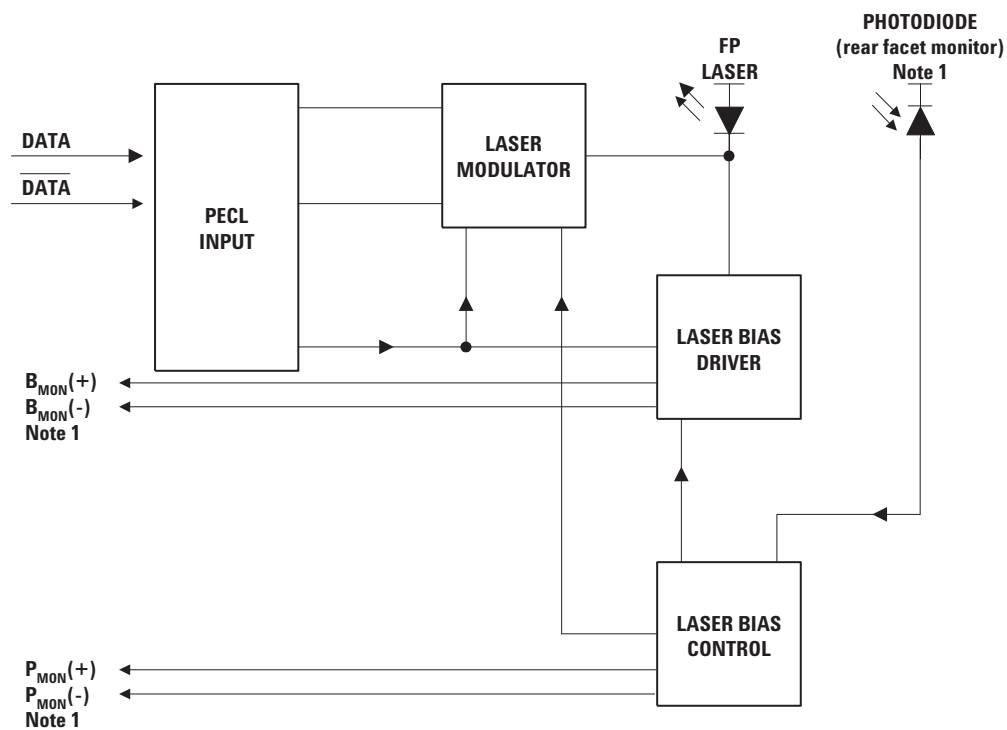 PHOTODIODE
(rear facet monitor)
Note 1
FP
LASER
DATA
DATA
PECL
INPUT
LASER
MODULATOR
LASER BIAS
DRIVER
BMON(+)
BMON(-)
Note 1
LASER BIAS
CONTROL
PMON(+)
PMON(-)
Note 1